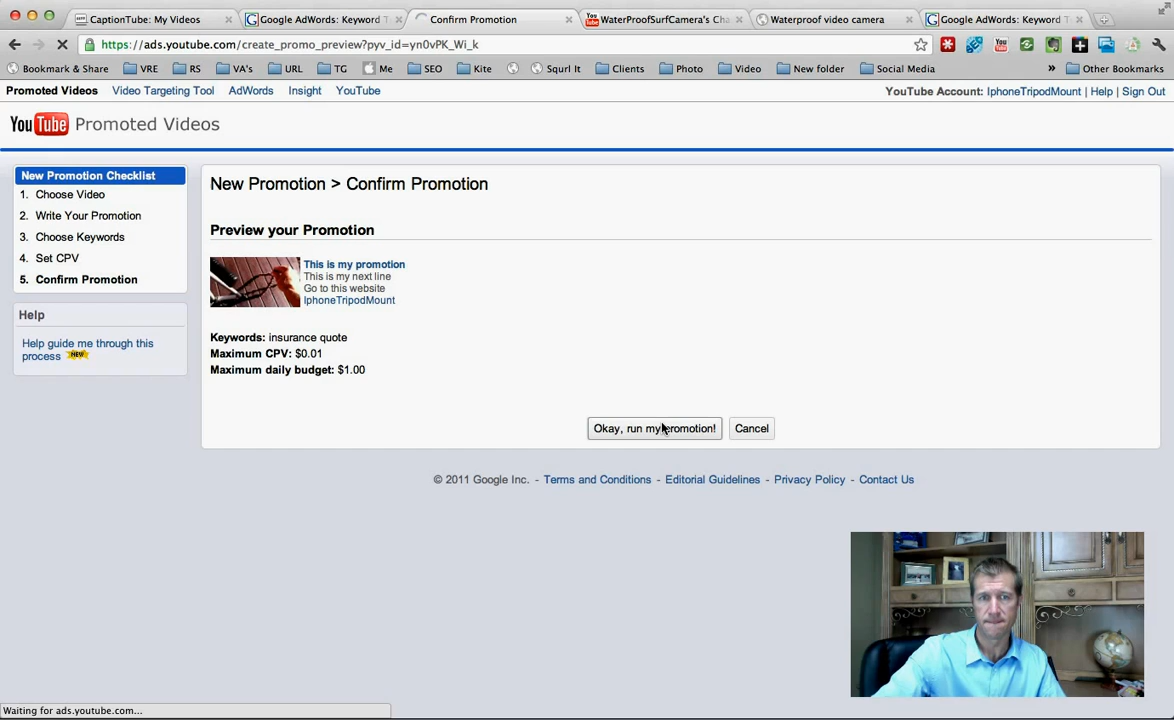 CaptionTube: My Videos
Google AdWords: Keyword T
Confirm Promotion
WaterProofSurfCamera's Cha
Waterproof video camera
Google AdWords: Keyword T
https://ads.youtube.com/create_promo_preview?pyv_id=yn0vPK_Wi_k
Bookmark & Share VRE RS VA's URL TG Me SEO Kite Squrl It Clients Photo Video New folder Social Media » Other Bookmarks
Promoted Videos Video Targeting Tool AdWords Insight YouTube
YouTube Account: IphoneTripodMount | Help | Sign Out
YouTube Promoted Videos
New Promotion Checklist
1. Choose Video
2. Write Your Promotion
3. Choose Keywords
4. Set CPV
5. Confirm Promotion
Help
Help guide me through this
process NEW
New Promotion > Confirm Promotion
Preview your Promotion
This is my promotion
This is my next line
Go to this website
IphoneTripodMount
Keywords: insurance quote
Maximum CPV: $0.01
Maximum daily budget: $1.00
Okay, run my promotion! Cancel
© 2011 Google Inc. - Terms and Conditions - Editorial Guidelines - Privacy Policy - Contact Us
Waiting for ads.youtube.com...